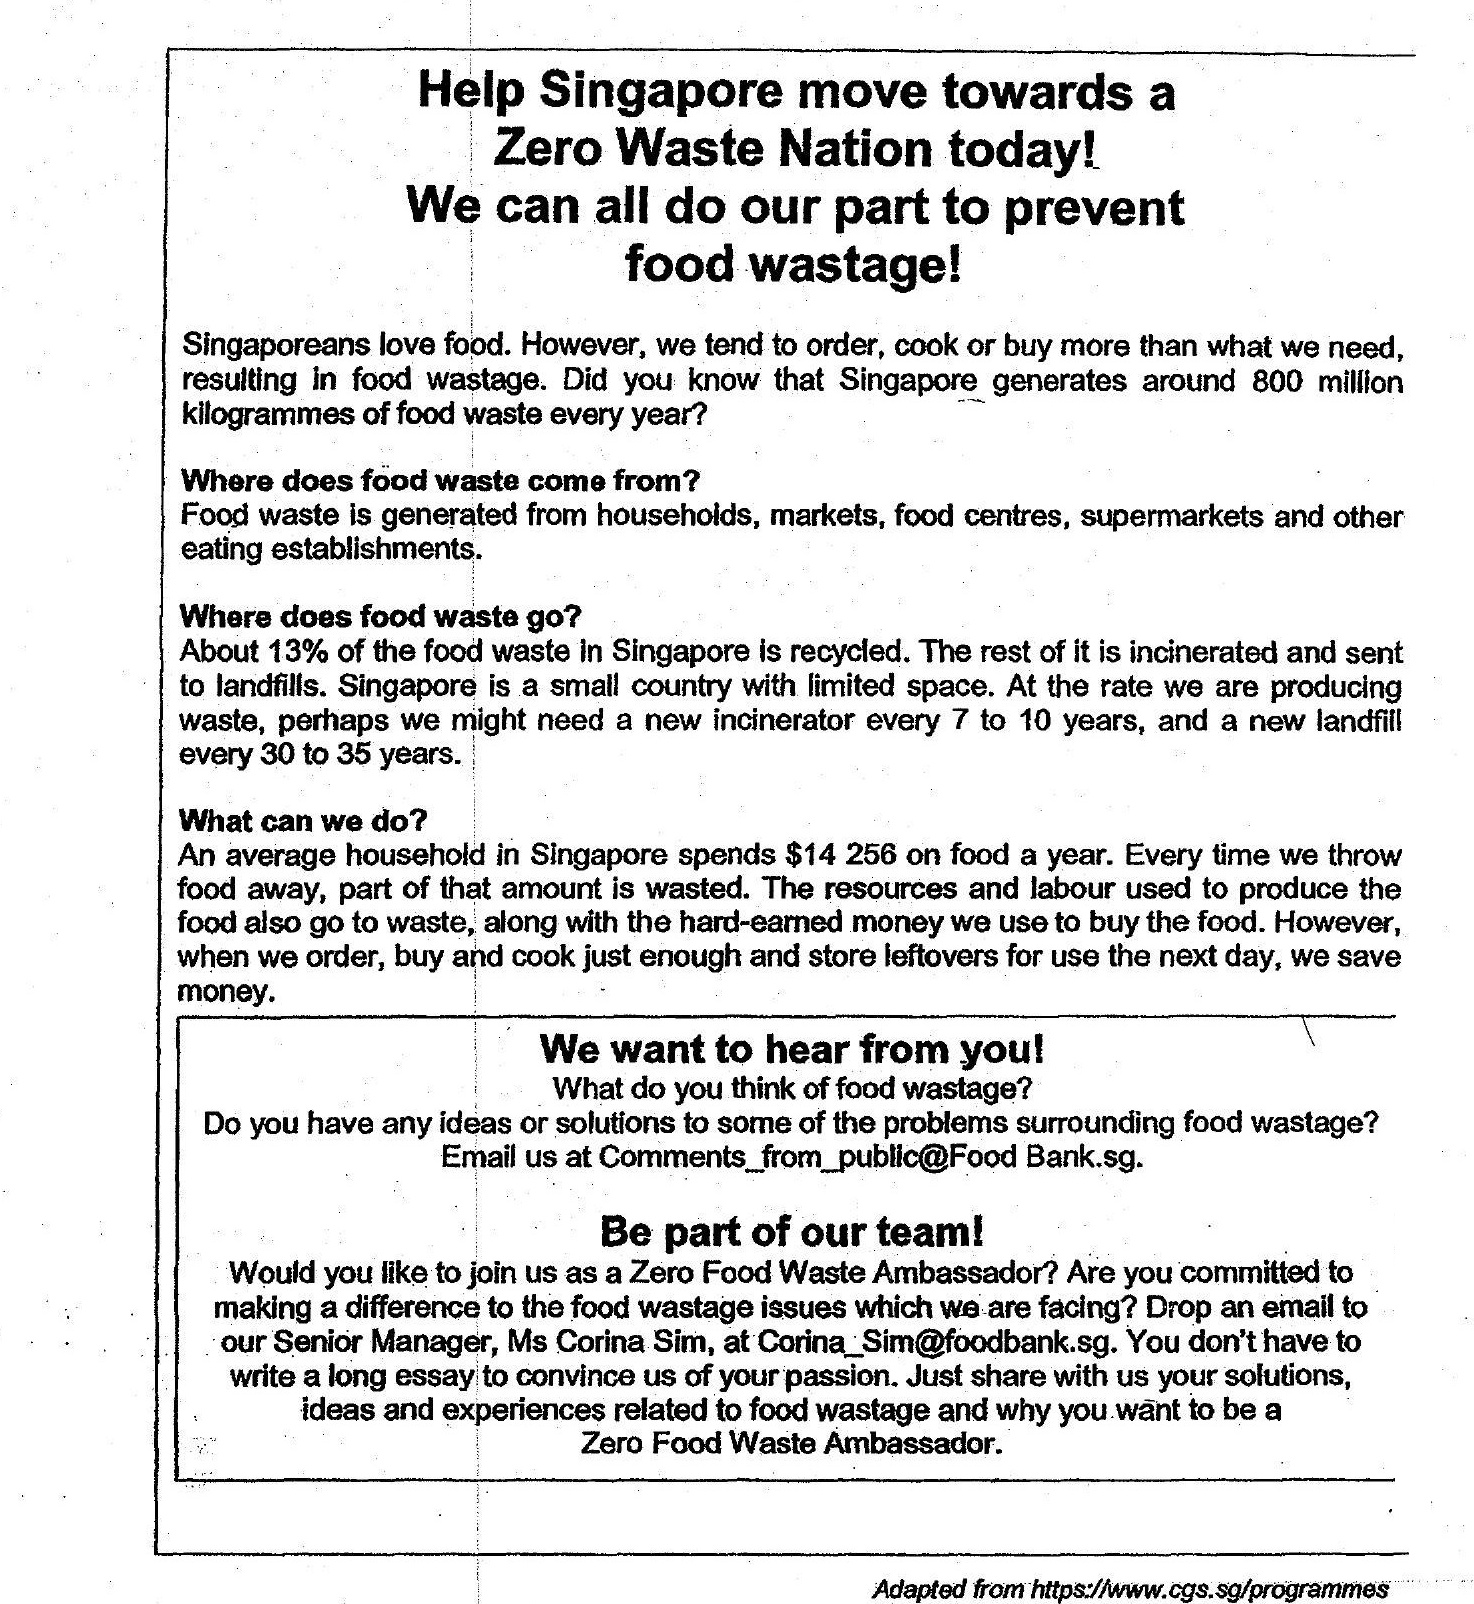 Help Singapore move towards a
Zero Waste Nation today!
We can all do our part to prevent
food wastage!
Singaporeans love food. However, we tend to order, cook or buy more than what we need,
resulting in food wastage. Did you know that Singapore generates around 800 million
kilogrammes of food waste every year?
Where does food waste come from?
Food waste is generated from households, markets, food centres, supermarkets and other
eating establishments.
Where does food waste go?
About 13% of the food waste in Singapore is recycled. The rest of it is incinerated and sent
to landfills. Singapore is a small country with limited space. At the rate we are producing
waste, perhaps we might need a new incinerator every 7 to 10 years, and a new landfill
every 30 to 35 years.
What can we do?
An average household in Singapore spends $14 256 on food a year. Every time we throw
food away, part of that amount is wasted. The resources and labour used to produce the
food also go to waste, along with the hard-earned money we use to buy the food. However,
when we order, buy and cook just enough and store leftovers for use the next day, we save
money.
We want to hear from you!
What do you think of food wastage?
Do you have any ideas or solutions to some of the problems surrounding food wastage?
Email us at Comments_from_public@Food Bank.sg.
Be part of our team!
Would you like to join us as a Zero Food Waste Ambassador? Are you committed to
making a difference to the food wastage issues which we are facing? Drop an email to
our Senior Manager, Ms Corina Sim, at Corina_Sim@foodbank.sg. You don't have to
write a long essay to convince us of your passion. Just share with us your solutions,
ideas and experiences related to food wastage and why you want to be a
Zero Food Waste Ambassador.
Adapted from https://www.cgs.sg/programmes